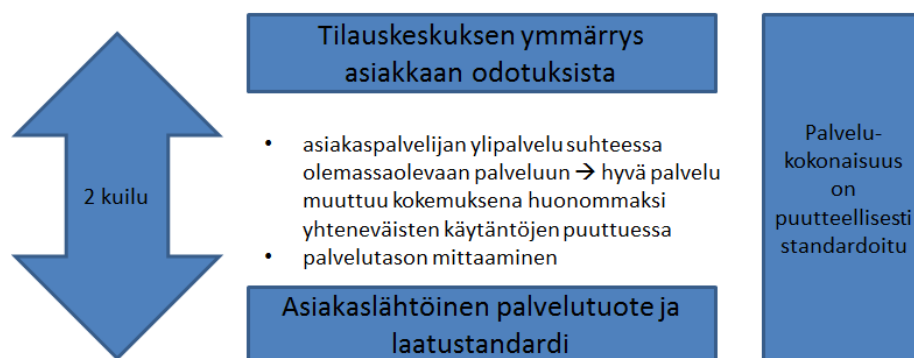 Tilauskeskuksen ymmärrys
asiakkaan odotuksista
2 kuilu
• asiakaspalvelijan ylipalvelu suhteessa
olemassaolevaan palveluun → hyvä palvelu
muuttuu kokemuksena huonommaksi
yhteneväisten käytäntöjen puuttuessa
• palvelutason mittaaminen
Asiakaslähtöinen palvelutuote ja
laatustandardi
Palvelu-
kokonaisuus
on
puutteellisesti
standardoitu